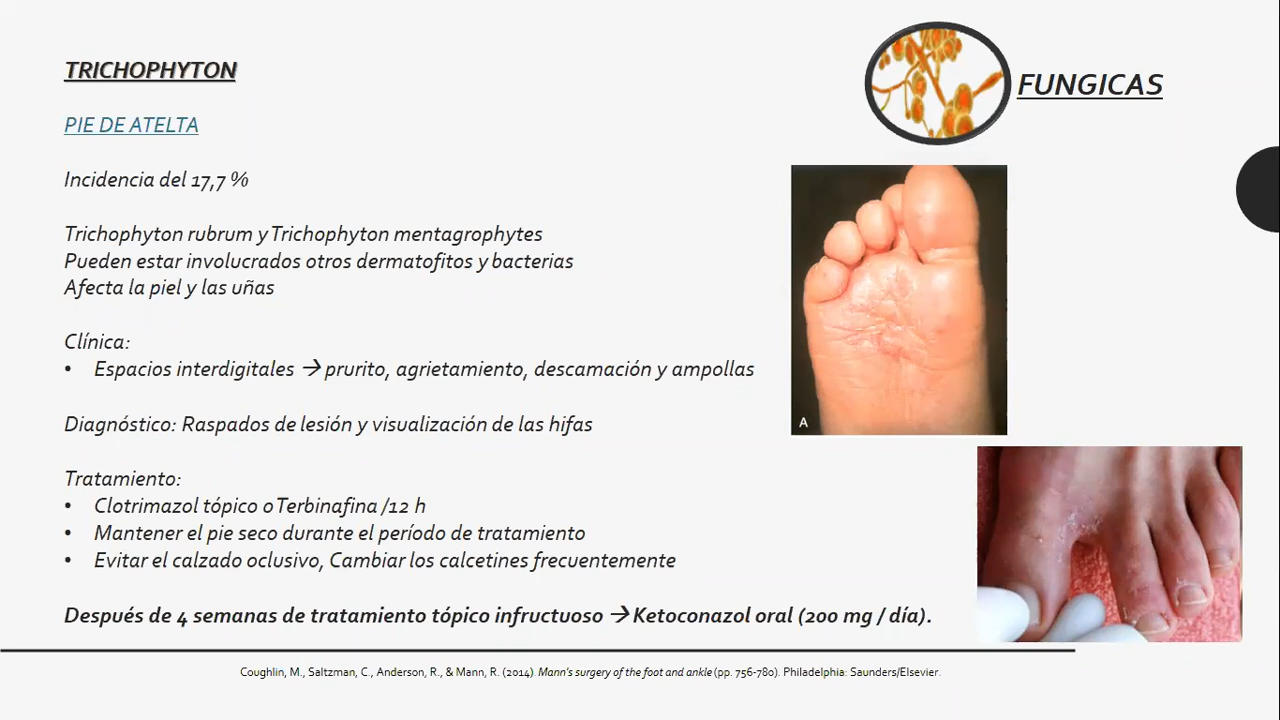 TRICHOPHYTON
FUNGICAS
PIE DE ATELTA
Incidencia del 17,7 %
Trichophyton rubrum y Trichophyton mentagrophytes
Pueden estar involucrados otros dermatofitos y bacterias
Afecta la piel y las uñas
Clínica:
• Espacios interdigitales → prurito, agrietamiento, descamación y ampollas
Diagnóstico: Raspados de lesión y visualización de las hifas
Tratamiento:
• Clotrimazol tópico o Terbinafina /12 h
• Mantener el pie seco durante el período de tratamiento
• Evitar el calzado oclusivo, Cambiar los calcetines frecuentemente
Después de 4 semanas de tratamiento tópico infructuoso → Ketoconazol oral (200 mg / día).
A
Coughlin, M., Saltzman, C., Anderson, R., & Mann, R. (2014). Mann's surgery of the foot and ankle (pp. 756-780). Philadelphia: Saunders/Elsevier.